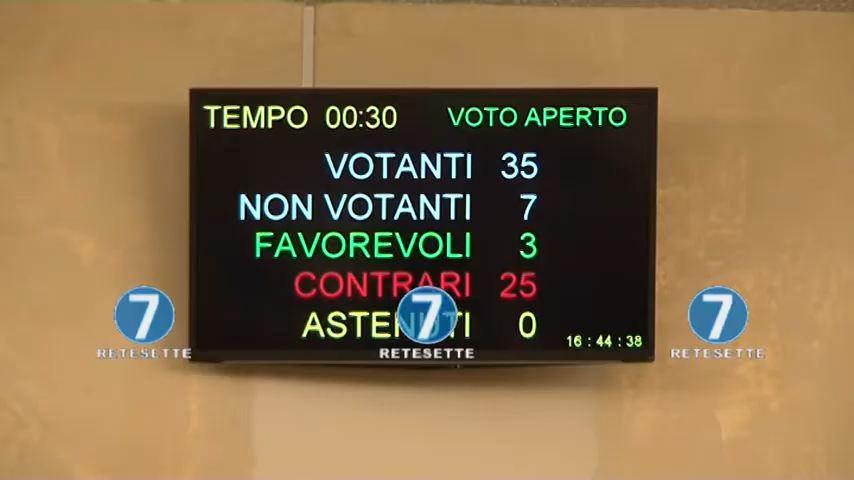 TEMPO 00:30 VOTO APERTO
VOTANTI 35
NON VOTANTI 7
FAVOREVOLI 3
CONTRARI 25
ASTENUTI 0
16:44:38
7 7 7
RETESETTE RETESETTE RETESETTE